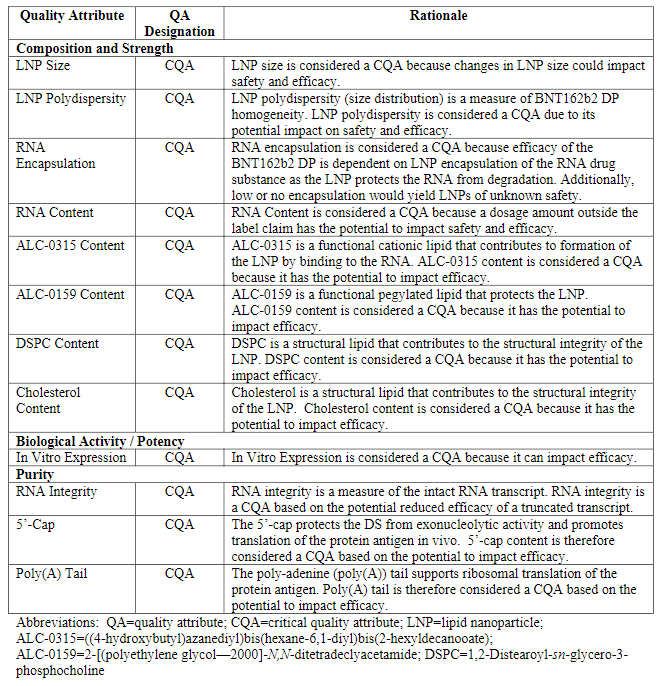 Quality Attribute QA Designation Rationale
Composition and Strength
LNP Size CQA LNP size is considered a CQA because changes in LNP size could impact
safety and efficacy.
LNP Polydispersity CQA LNP polydispersity (size distribution) is a measure of BNT162b2 DP
homogeneity. LNP polydispersity is considered a CQA due to its
potential impact on safety and efficacy.
RNA CQA RNA encapsulation is considered a CQA because efficacy of the
Encapsulation BNT162b2 DP is dependent on LNP encapsulation of the RNA drug
substance as the LNP protects the RNA from degradation. Additionally,
low or no encapsulation would yield LNPs of unknown safety.
RNA Content CQA RNA Content is considered a CQA because a dosage amount outside the
label claim has the potential to impact safety and efficacy.
ALC-0315 Content CQA ALC-0315 is a functional cationic lipid that contributes to formation of
the LNP by binding to the RNA. ALC-0315 content is considered a CQA
because it has the potential to impact efficacy.
ALC-0159 Content CQA ALC-0159 is a functional pegylated lipid that protects the LNP.
ALC-0159 content is considered a CQA because it has the potential to
impact efficacy.
DSPC Content CQA DSPC is a structural lipid that contributes to the structural integrity of the
LNP. DSPC content is considered a CQA because it has the potential to
impact efficacy.
Cholesterol CQA Cholesterol is a structural lipid that contributes to the structural integrity
Content of the LNP. Cholesterol content is considered a CQA because it has the
potential to impact efficacy.
Biological Activity / Potency
In Vitro Expression CQA In Vitro Expression is considered a CQA because it can impact efficacy.
Purity
RNA Integrity CQA RNA integrity is a measure of the intact RNA transcript. RNA integrity is
a CQA based on the potential reduced efficacy of a truncated transcript.
5’-Cap CQA The 5’-cap protects the DS from exonucleolytic activity and promotes
translation of the protein antigen in vivo. 5’-cap content is therefore
considered a CQA based on the potential to impact efficacy.
Poly(A) Tail CQA The poly-adenine (poly(A)) tail supports ribosomal translation of the
protein antigen. Poly(A) tail is therefore considered a CQA based on the
potential to impact efficacy.
Abbreviations: QA=quality attribute; CQA=critical quality attribute; LNP=lipid nanoparticle;
ALC-0315=((4-hydroxybutyl)azanediyl)bis(hexane-6,1-diyl)bis(2-hexyldecanooate);
ALC-0159=2-[(polyethylene glycol—2000]-N,N-ditetradeclyacetamide; DSPC=1,2-Distearoyl-sn-glycero-3-
phosphocholine